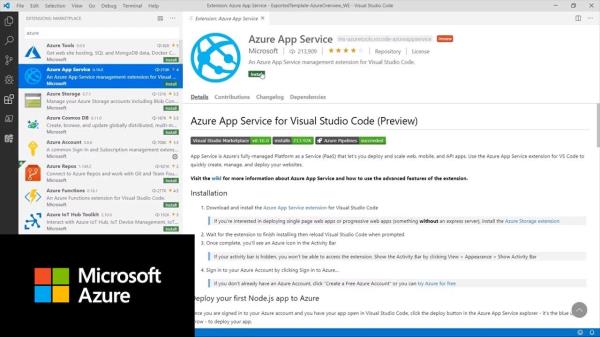 File Edit Selection View Go Debug Terminal Help
Extension: Azure App Service - ExportedTemplate-AzureOverview_WE - Visual Studio Code
EXTENSIONS: MARKETPLACE
azure
Azure Tools
Get web site hosting, SQL and MongoDB data, Docker C...
Microsoft
Install
Azure App Service 0.16.0
An Azure App Service management extension for Visual ...
Microsoft
Install
Azure Storage
Manage your Azure Storage accounts including Blob Con...
Microsoft
Install
Azure Cosmos DB
Create, browse, and update globally distributed, multi-m...
Microsoft
Install
Azure Account
A common Sign In and Subscription management extens...
Microsoft
Azure Repos
Connect to Azure Repos and work with Git and Team Fou...
Microsoft
Install
Azure Functions
An Azure Functions extension for Visual Studio Code.
Microsoft
Install
Azure IoT Hub Toolkit
Interact with Azure IoT Hub, IoT Device Management, ...
Microsoft
Install
Microsoft
Azure
Extension: Azure App Service
Azure App Service
ms-azuretools.vscode-azureappservice
Preview
Microsoft
213,909
Repository
License
An Azure App Service management extension for Visual Studio Code.
Install
Details Contributions Changelog Dependencies
Azure App Service for Visual Studio Code (Preview)
Visual Studio Marketplace v0.16.0 installs 213.92K Azure Pipelines succeeded
App Service is Azure's fully-managed Platform as a Service (PaaS) that lets you deploy and scale web, mobile, and API apps. Use the Azure App Service extension for VS Code to
quickly create, manage, and deploy your websites.
Visit the wiki for more information about Azure App Service and how to use the advanced features of the extension.
Installation
1. Download and install the Azure App Service extension for Visual Studio Code
If you're interested in deploying single page web apps or progressive web apps (something without an express server), install the Azure Storage extension
2. Wait for the extension to finish installing then reload Visual Studio Code when prompted
3. Once complete, you'll see an Azure icon in the Activity Bar
If your activity bar is hidden, you won't be able to access the extension. Show the Activity Bar by clicking View > Appearance > Show Activity Bar
4. Sign in to your Azure Account by clicking Sign in to Azure...
If you don't already have an Azure Account, click "Create a Free Azure Account" or you can try Azure for free
Deploy your first Node.js app to Azure
Once you are signed in to your Azure account and you have your app open in Visual Studio Code, click the deploy button in the Azure App Service explorer - it's the blue u
arrow - to deploy your app.